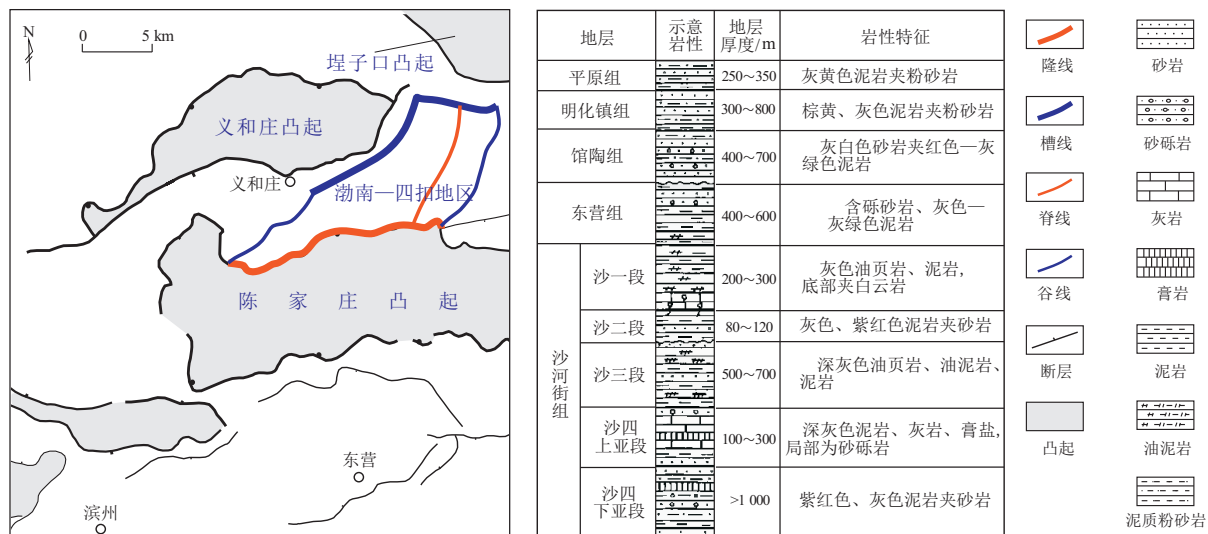 N
0 5 km
埕子口凸起
义和庄凸起
义和庄
渤南—四扣地区
陈家庄凸起
东营
滨州
地层
示意
岩性
地层
厚度/m
岩性特征
平原组
250～350
灰黄色泥岩夹粉砂岩
明化镇组
300～800
棕黄、灰色泥岩夹粉砂岩
馆陶组
400～700
灰白色砂岩夹红色—灰
绿色泥岩
东营组
400～600
含砾砂岩、灰色—
灰绿色泥岩
沙河街组
沙一段
200～300
灰色油页岩、泥岩,
底部夹白云岩
沙二段
80～120
灰色、紫红色泥岩夹砂岩
沙三段
500～700
深灰色油页岩、油泥岩、
泥岩
沙四
上亚段
100～300
深灰色泥岩、灰岩、膏盐,
局部为砂砾岩
沙四
下亚段
>1 000
紫红色、灰色泥岩夹砂岩
隆线
砂岩
槽线
砂砾岩
脊线
灰岩
谷线
膏岩
断层
泥岩
凸起
油泥岩
泥质粉砂岩